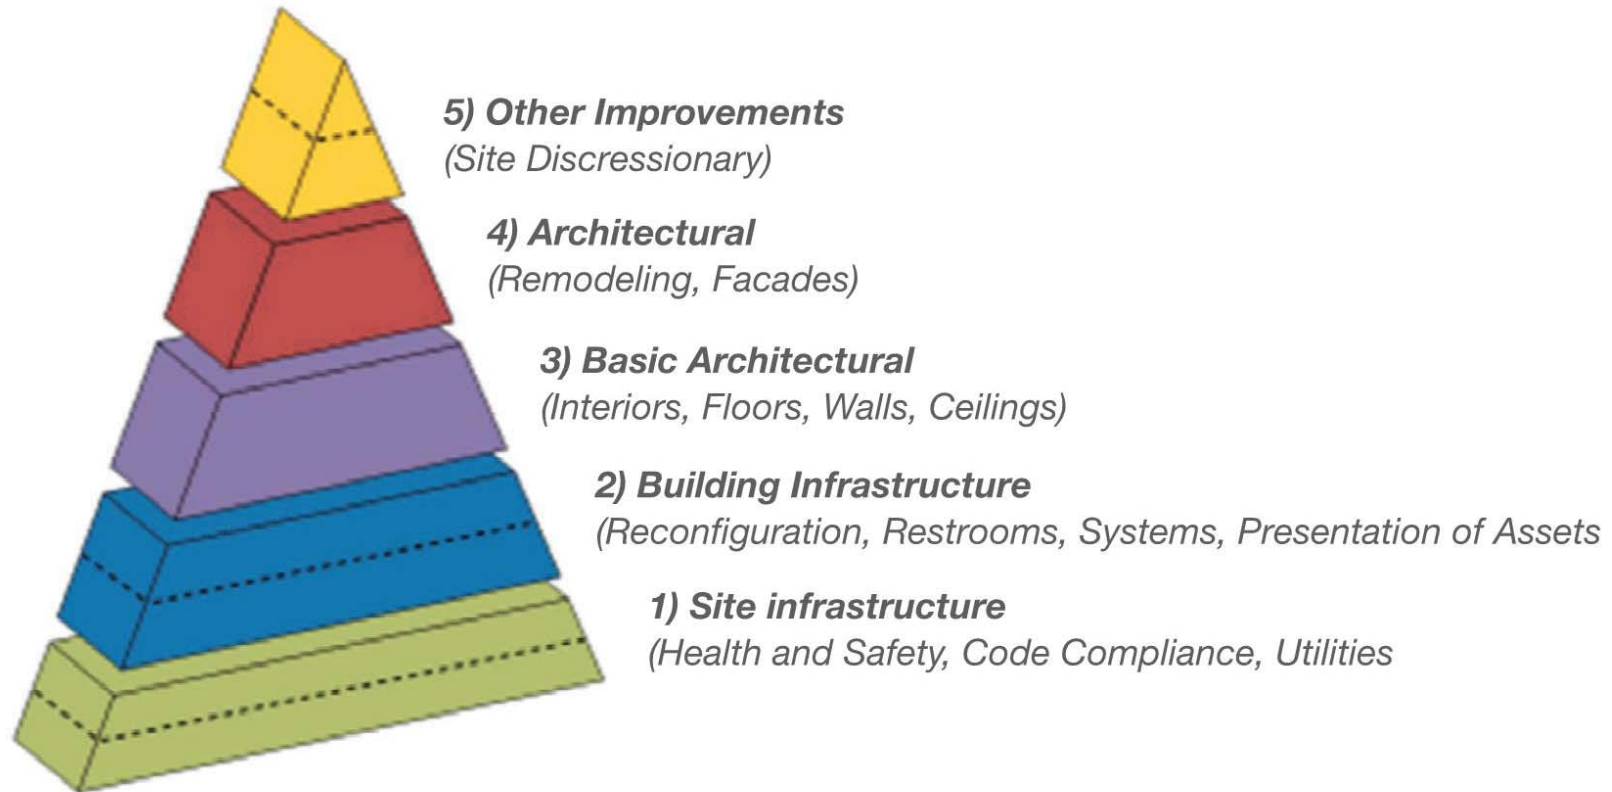 5) Other Improvements
(Site Discressionary)
4) Architectural
(Remodeling, Facades)
3) Basic Architectural
(Interiors, Floors, Walls, Ceilings)
2) Building Infrastructure
(Reconfiguration, Restrooms, Systems, Presentation of Assets
1) Site infrastructure
(Health and Safety, Code Compliance, Utilities